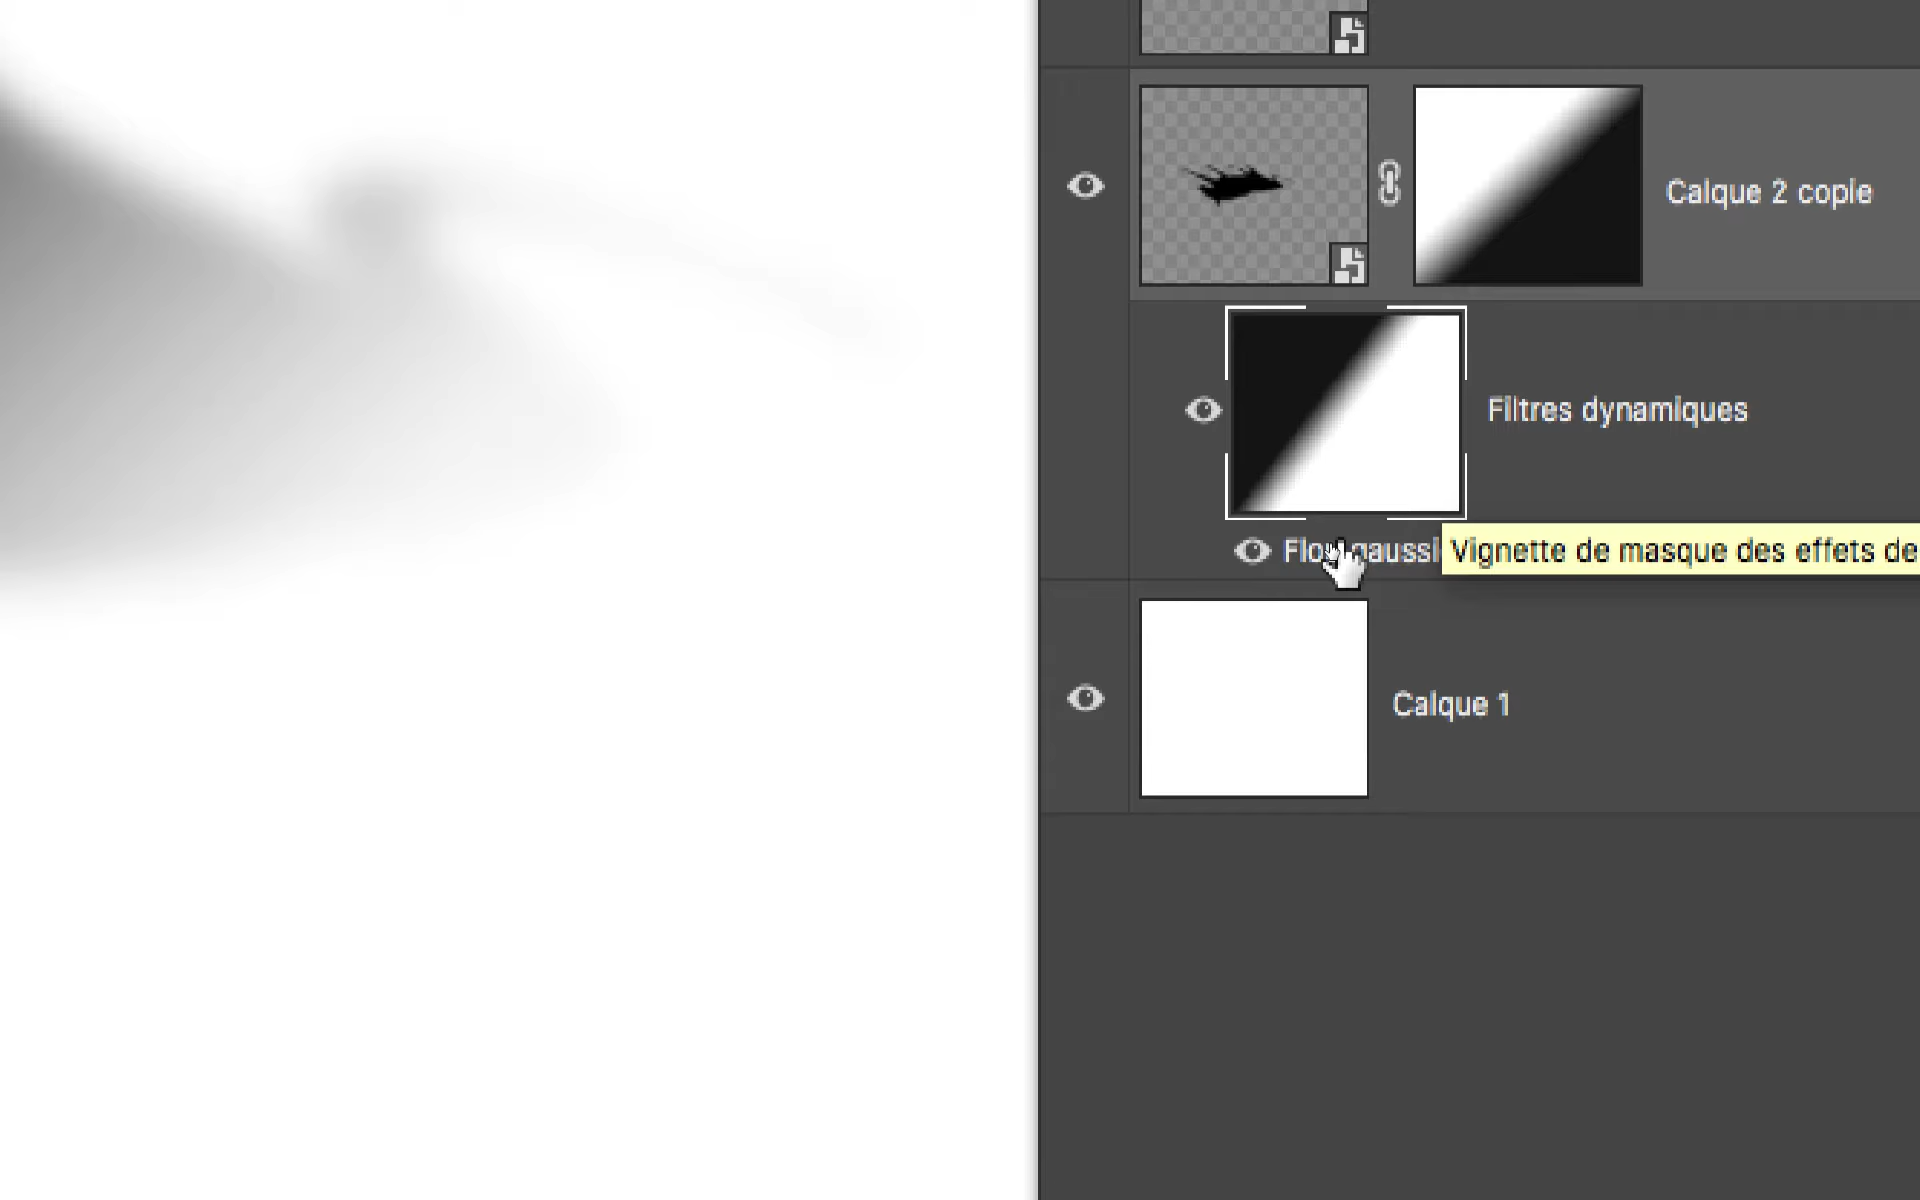 Calque 2 copie
Filtres dynamiques
Vignette de masque des effets de
Calque 1